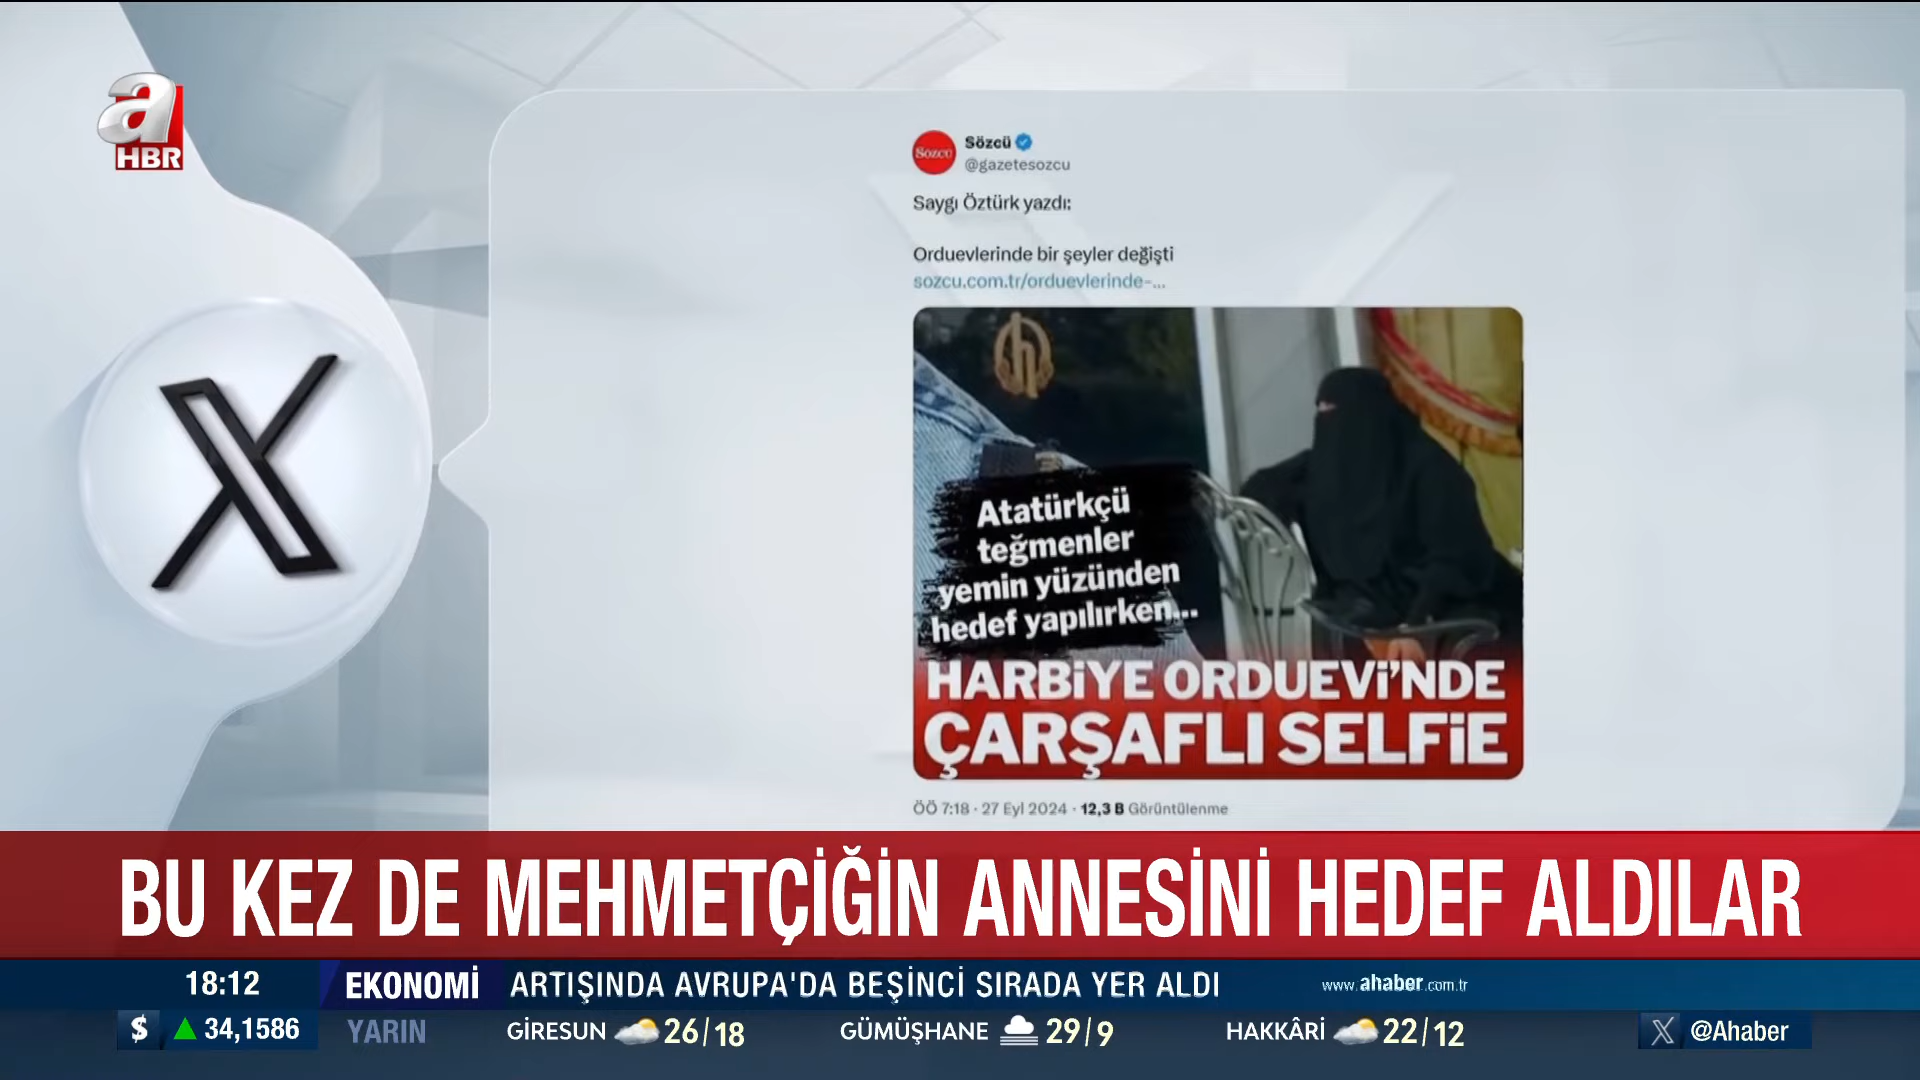 a
HBR
Sözcü
Sözcü
@gazetesozcu
Saygı Öztürk yazdı:
Orduevlerinde bir şeyler değişti
sozcu.com.tr/orduevlerinde-...
Atatürkçü
teğmenler
yemin yüzünden
hedef yapılırken...
HARBİYE ORDUEVİ'NDE
ÇARŞAFLI SELFİE
ÖÖ 7:18 · 27 Eyl 2024 · 12,3 B Görüntülenme
BU KEZ DE MEHMETÇİĞİN ANNESİNİ HEDEF ALDILAR
18:12 EKONOMİ ARTIŞINDA AVRUPA'DA BEŞİNCİ SIRADA YER ALDI www.ahaber.com.tr
$ 34,1586 YARIN GİRESUN 26/18 GÜMÜŞHANE 29/9 HAKKÂRİ 22/12 X @Ahaber